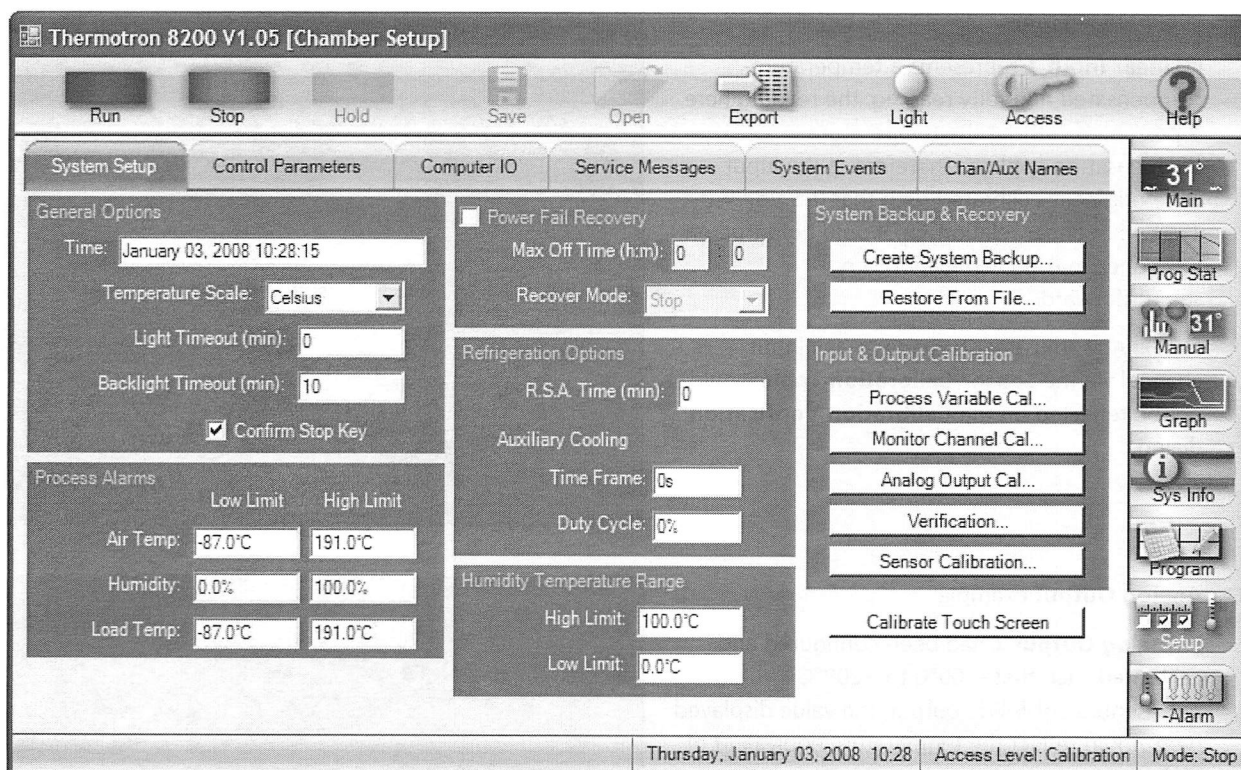 Thermotron 8200 V1.05 [Chamber Setup]
Run Stop Hold Save Open Export Light Access Help
System Setup Control Parameters Computer IO Service Messages System Events Chan/Aux Names
General Options
Time: January 03, 2008 10:28:15
Temperature Scale: Celsius
Light Timeout (min): 0
Backlight Timeout (min): 10
Confirm Stop Key
Process Alarms
Low Limit High Limit
Air Temp: -87.0°C 191.0°C
Humidity: 0.0% 100.0%
Load Temp: -87.0°C 191.0°C
Power Fail Recovery
Max Off Time (h:m): 0 : 0
Recover Mode: Stop
Refrigeration Options
R.S.A. Time (min): 0
Auxiliary Cooling
Time Frame: 0s
Duty Cycle: 0%
Humidity Temperature Range
High Limit: 100.0°C
Low Limit: 0.0°C
System Backup & Recovery
Create System Backup...
Restore From File...
Input & Output Calibration
Process Variable Cal...
Monitor Channel Cal...
Analog Output Cal...
Verification...
Sensor Calibration...
Calibrate Touch Screen
31°
Main
Prog Stat
31°
Manual
Graph
Sys Info
Program
Setup
T-Alarm
Thursday, January 03, 2008 10:28 Access Level: Calibration Mode: Stop